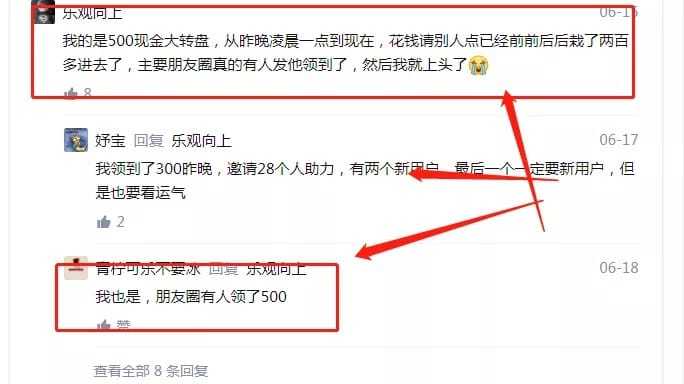 乐观向上 06-15
我的是500现金大转盘，从昨晚凌晨一点到现在，花钱请别人点已经前前后后栽了两百
多进去了，主要朋友圈真的有人发他领到了，然后我就上头了😭
8
妤宝 回复 乐观向上 06-17
我领到了300昨晚，邀请28个人助力，有两个新用户，最后一个一定要新用户，但
是也要看运气
2
青柠可乐不要冰 回复 乐观向上 06-18
我也是，朋友圈有人领了500
赞
查看全部 8 条回复